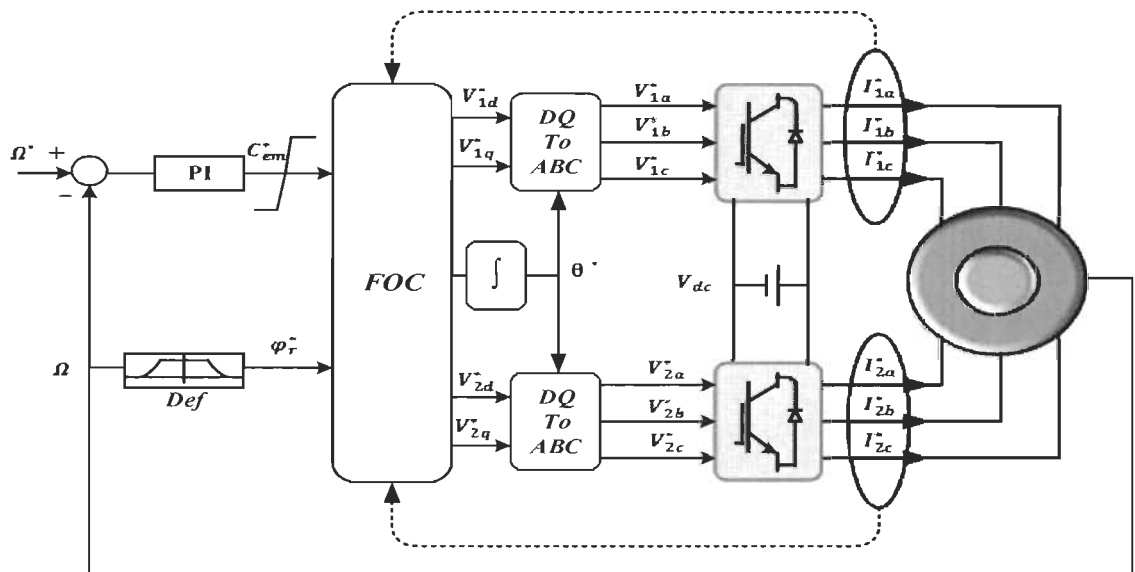 Ω* +
−
PI
C*em
Ω
Def
φ*r
FOC
V*1d
V*1q
∫
θ*
V*2d
V*2q
DQ
To
ABC
DQ
To
ABC
V*1a
V*1b
V*1c
Vdc
V*2a
V*2b
V*2c
I*1a
I*1b
I*1c
I*2a
I*2b
I*2c